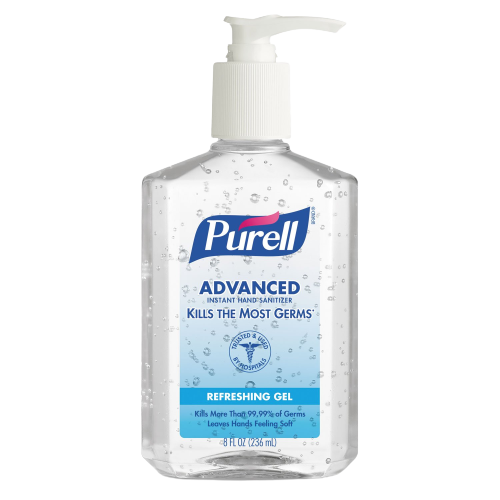 Purell
ADVANCED
INSTANT HAND SANITIZER
KILLS THE MOST GERMS*
TRUSTED & USED
BY HOSPITALS
REFRESHING GEL
Kills More Than 99.99% of Germs
Leaves Hands Feeling Soft
8 FL OZ (236 mL)